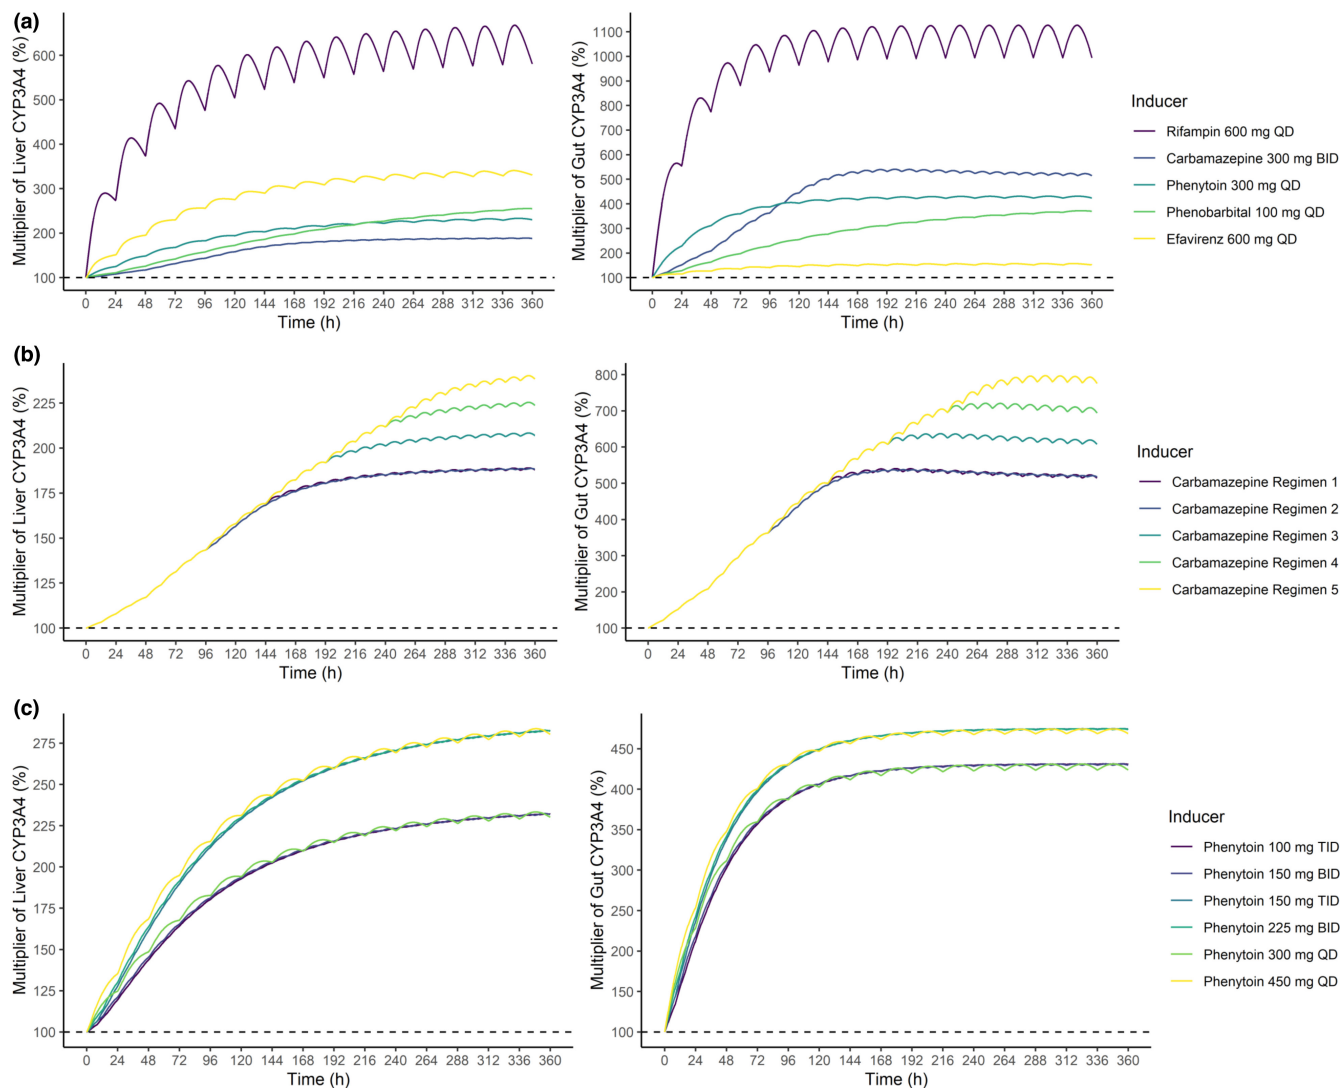 (a)
Multiplier of Liver CYP3A4 (%)
600
500
400
300
200
100
0 24 48 72 96 120 144 168 192 216 240 264 288 312 336 360
Time (h)
Multiplier of Gut CYP3A4 (%)
1100
1000
900
800
700
600
500
400
300
200
100
0 24 48 72 96 120 144 168 192 216 240 264 288 312 336 360
Time (h)
Inducer
Rifampin 600 mg QD
Carbamazepine 300 mg BID
Phenytoin 300 mg QD
Phenobarbital 100 mg QD
Efavirenz 600 mg QD
(b)
Multiplier of Liver CYP3A4 (%)
225
200
175
150
125
100
0 24 48 72 96 120 144 168 192 216 240 264 288 312 336 360
Time (h)
Multiplier of Gut CYP3A4 (%)
800
700
600
500
400
300
200
100
0 24 48 72 96 120 144 168 192 216 240 264 288 312 336 360
Time (h)
Inducer
Carbamazepine Regimen 1
Carbamazepine Regimen 2
Carbamazepine Regimen 3
Carbamazepine Regimen 4
Carbamazepine Regimen 5
(c)
Multiplier of Liver CYP3A4 (%)
275
250
225
200
175
150
125
100
0 24 48 72 96 120 144 168 192 216 240 264 288 312 336 360
Time (h)
Multiplier of Gut CYP3A4 (%)
450
400
350
300
250
200
150
100
0 24 48 72 96 120 144 168 192 216 240 264 288 312 336 360
Time (h)
Inducer
Phenytoin 100 mg TID
Phenytoin 150 mg BID
Phenytoin 150 mg TID
Phenytoin 225 mg BID
Phenytoin 300 mg QD
Phenytoin 450 mg QD